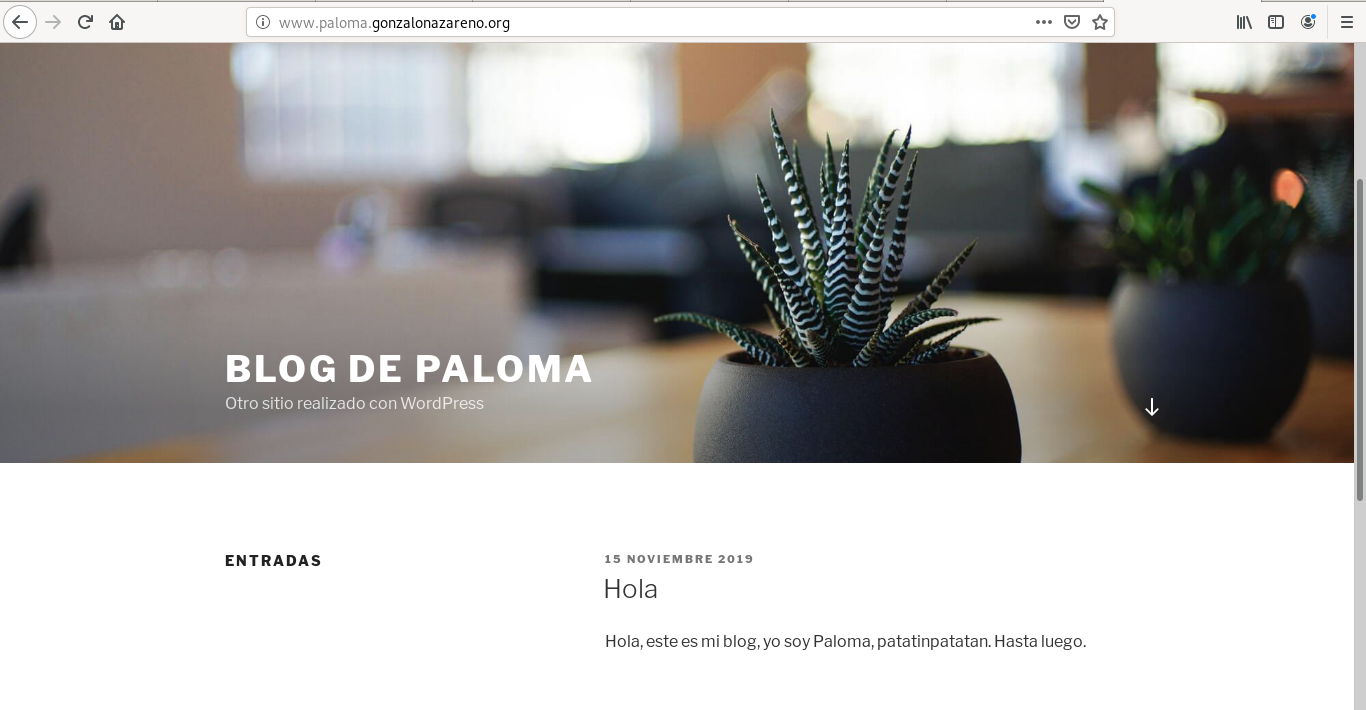 www.paloma.gonzalonazareno.org
BLOG DE PALOMA
Otro sitio realizado con WordPress
ENTRADAS
15 NOVIEMBRE 2019
Hola
Hola, este es mi blog, yo soy Paloma, patatinpatatan. Hasta luego.